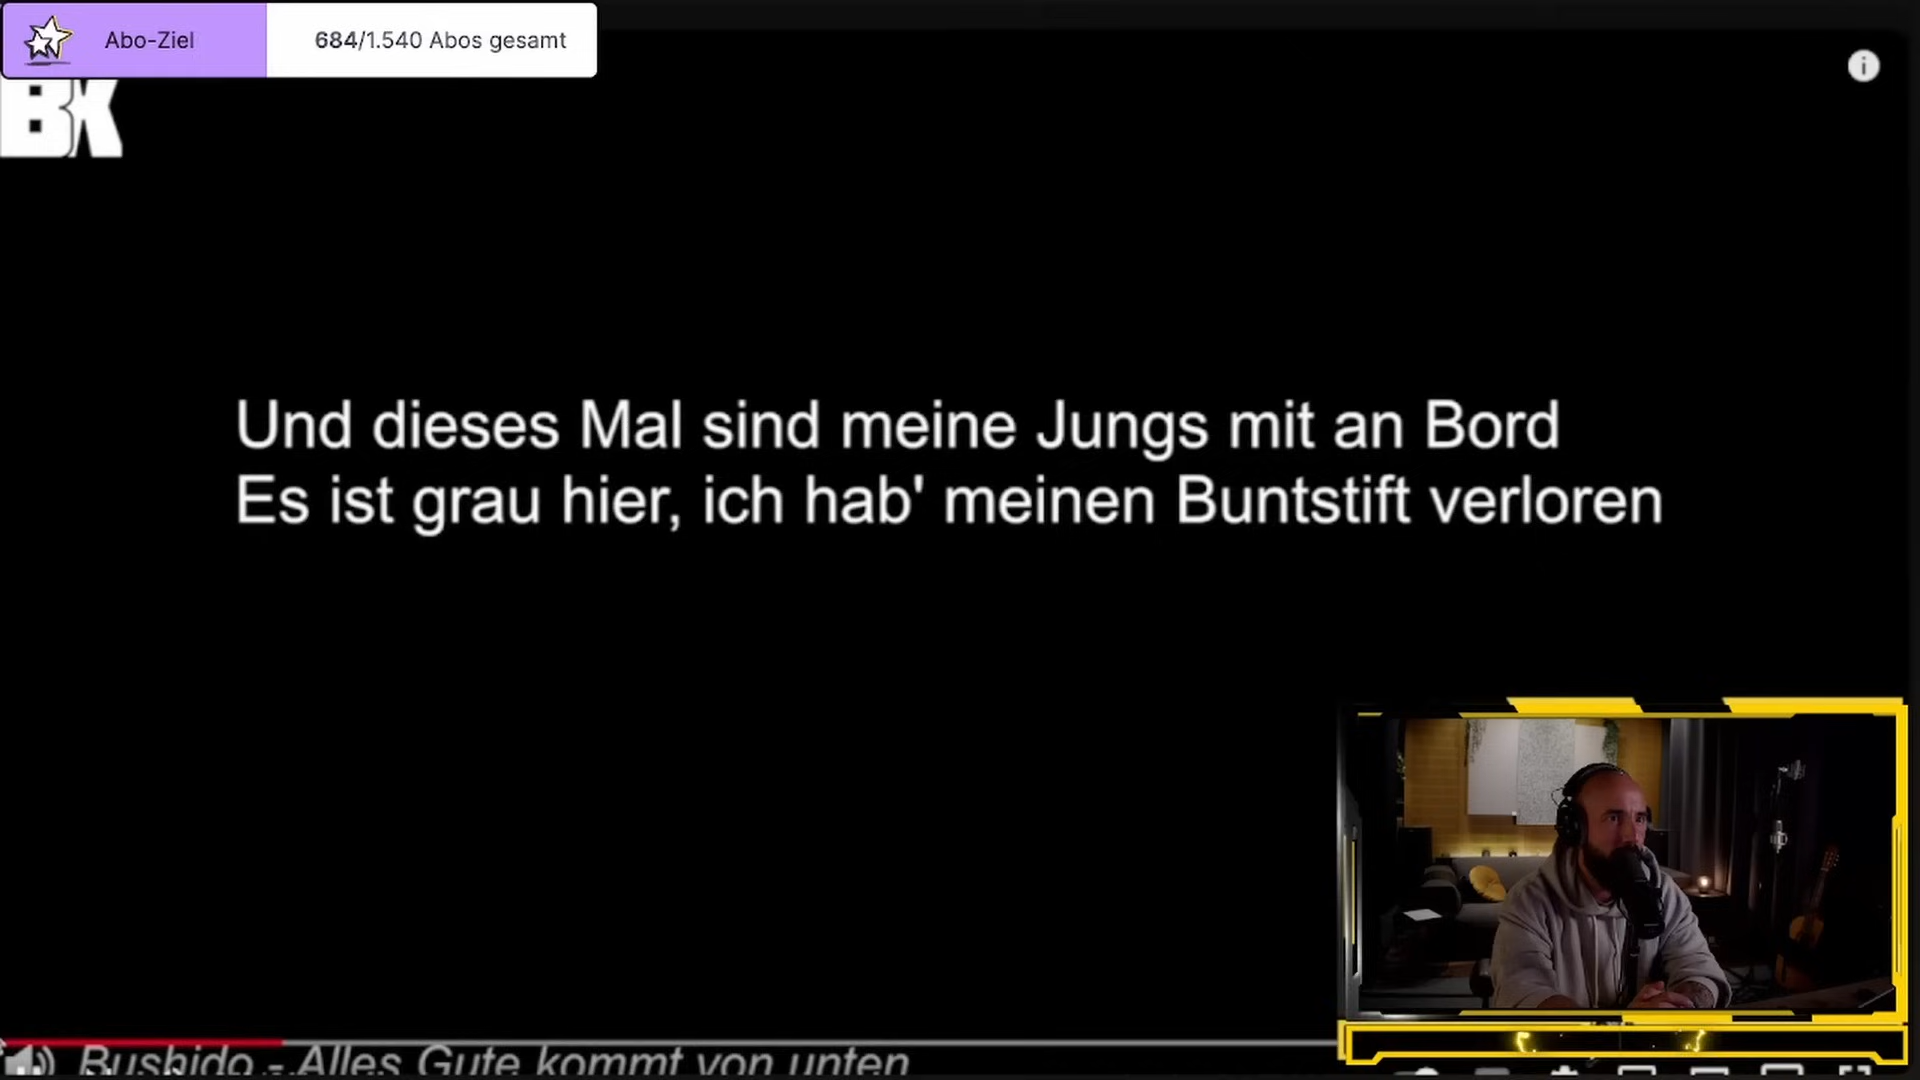 Abo-Ziel
684/1.540 Abos gesamt
BK
Und dieses Mal sind meine Jungs mit an Bord
Es ist grau hier, ich hab' meinen Buntstift verloren
Bushido - Alles Gute kommt von unten